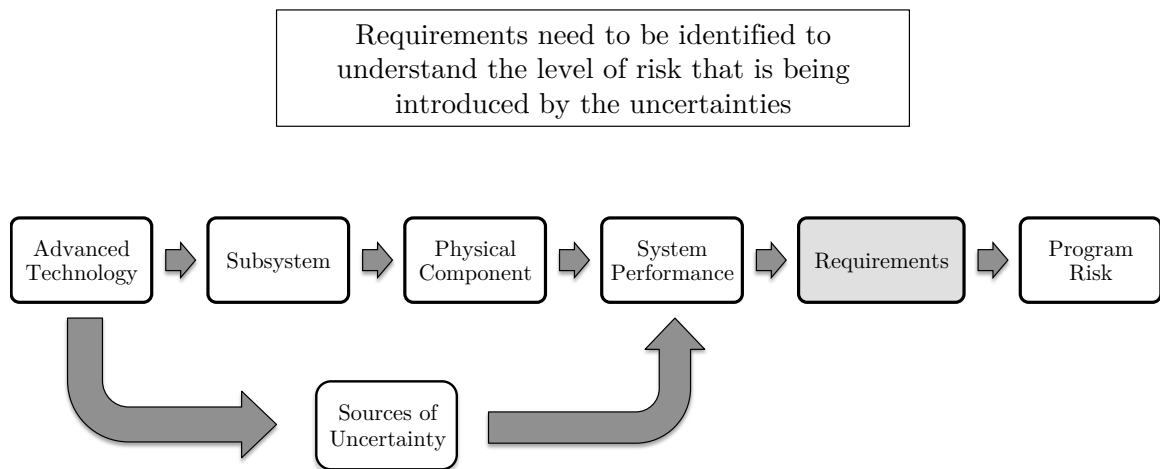 Requirements need to be identified to
understand the level of risk that is being
introduced by the uncertainties
Advanced
Technology
Subsystem
Physical
Component
System
Performance
Requirements
Program
Risk
Sources of
Uncertainty